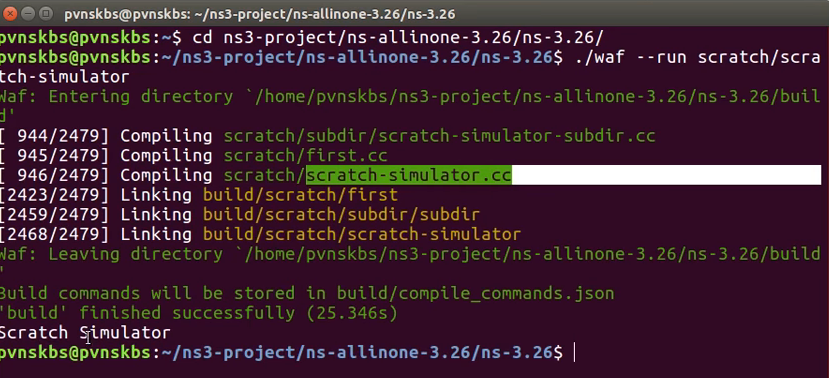 pvnskbs@pvnskbs: ~/ns3-project/ns-allinone-3.26/ns-3.26
pvnskbs@pvnskbs:~$ cd ns3-project/ns-allinone-3.26/ns-3.26/
pvnskbs@pvnskbs:~/ns3-project/ns-allinone-3.26/ns-3.26$ ./waf --run scratch/scra
tch-simulator
Waf: Entering directory `/home/pvnskbs/ns3-project/ns-allinone-3.26/ns-3.26/buil
d'
[ 944/2479] Compiling scratch/subdir/scratch-simulator-subdir.cc
[ 945/2479] Compiling scratch/first.cc
[ 946/2479] Compiling scratch/scratch-simulator.cc
[2423/2479] Linking build/scratch/first
[2459/2479] Linking build/scratch/subdir/subdir
[2468/2479] Linking build/scratch/scratch-simulator
Waf: Leaving directory `/home/pvnskbs/ns3-project/ns-allinone-3.26/ns-3.26/build
'
Build commands will be stored in build/compile_commands.json
'build' finished successfully (25.346s)
Scratch Simulator
pvnskbs@pvnskbs:~/ns3-project/ns-allinone-3.26/ns-3.26$